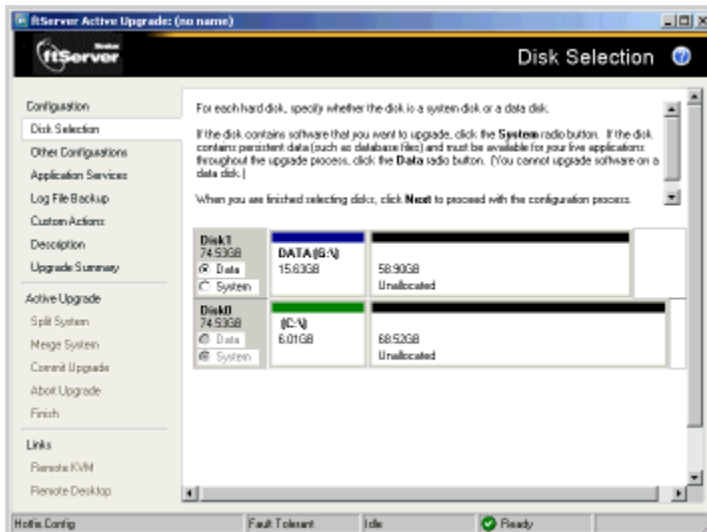 ftServer Active Upgrade: (no name)
Stratus
ftServer
Disk Selection
Configuration
Disk Selection
Other Configurations
Application Services
Log File Backup
Custom Actions
Description
Upgrade Summary
Active Upgrade
Split System
Merge System
Commit Upgrade
Abort Upgrade
Finish
Links
Remote KVM
Remote Desktop
For each hard disk, specify whether the disk is a system disk or a data disk.
If the disk contains software that you want to upgrade, click the System radio button. If the disk
contains persistent data (such as database files) and must be available for your live applications
throughout the upgrade process, click the Data radio button. (You cannot upgrade software on a
data disk.)
When you are finished selecting disks, click Next to proceed with the configuration process.
Disk1
74.53GB
Data
System
DATA (G:\)
15.63GB
58.90GB
Unallocated
Disk0
74.53GB
Data
System
(C:\)
6.01GB
68.52GB
Unallocated
Hotfix Config
Fault Tolerant
Idle
Ready